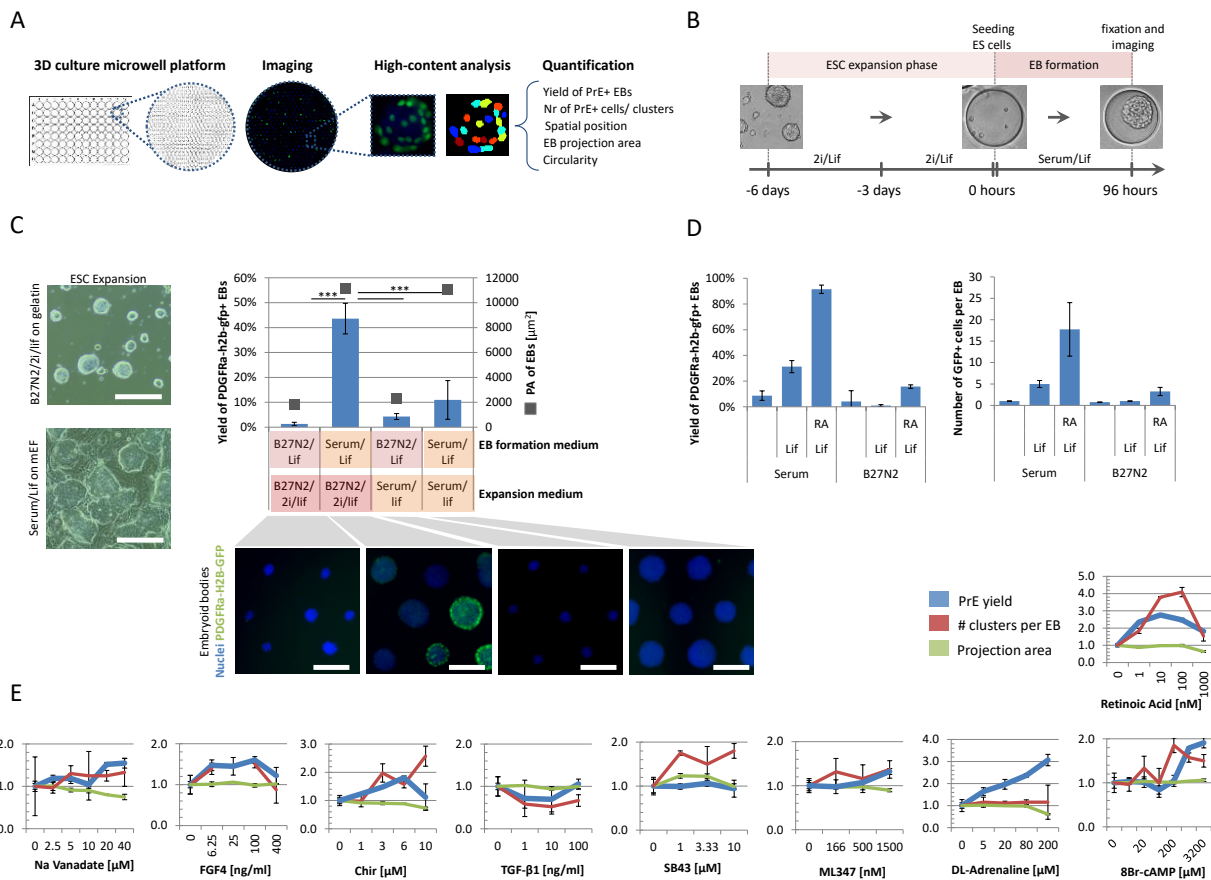 A
3D culture microwell platform
Imaging
High-content analysis
Quantification
Yield of PrE+ EBs
Nr of PrE+ cells/ clusters
Spatial position
EB projection area
Circularity
B
Seeding
ES cells
fixation and
imaging
ESC expansion phase
EB formation
2i/Lif
2i/Lif
Serum/Lif
-6 days
-3 days
0 hours
96 hours
C
ESC Expansion
B27N2/2i/lif on gelatin
Serum/Lif on mEF
Yield of PDGFRa-h2b-gfp+ EBs
60%
50%
40%
30%
20%
10%
0%
***
***
12000
10000
8000
6000
4000
2000
0
PA of EBs [µm²]
B27N2/ Serum/ B27N2/ Serum/
Lif Lif Lif Lif
EB formation medium
B27N2/ B27N2/ Serum/ Serum/
2i/lif 2i/lif lif lif
Expansion medium
Embryoid bodies
Nuclei PDGFRa-H2B-GFP
D
Yield of PDGFRa-h2b-gfp+ EBs
100%
80%
60%
40%
20%
0%
RA RA
Lif Lif Lif Lif
Serum B27N2
Number of GFP+ cells per EB
30
25
20
15
10
5
0
RA RA
Lif Lif Lif Lif
Serum B27N2
PrE yield
# clusters per EB
Projection area
5.0
4.0
3.0
2.0
1.0
0.0
0 1 10 100 1000
Retinoic Acid [nM]
E
2.0
1.0
0.0
0 2.5 5 10 20 40
Na Vanadate [µM]
2.0
1.0
0.0
0 6.25 25 100 400
FGF4 [ng/ml]
3.0
2.0
1.0
0.0
0 1 3 6 10
Chir [µM]
2.0
1.0
0.0
0 1 10 100
TGF-β1 [ng/ml]
2.0
1.0
0.0
0 1 3.33 10
SB43 [µM]
2.0
1.0
0.0
0 166 500 1500
ML347 [nM]
4.0
3.0
2.0
1.0
0.0
0 5 20 80 200
DL-Adrenaline [µM]
2.0
1.0
0.0
0 20 200 3200
8Br-cAMP [µM]